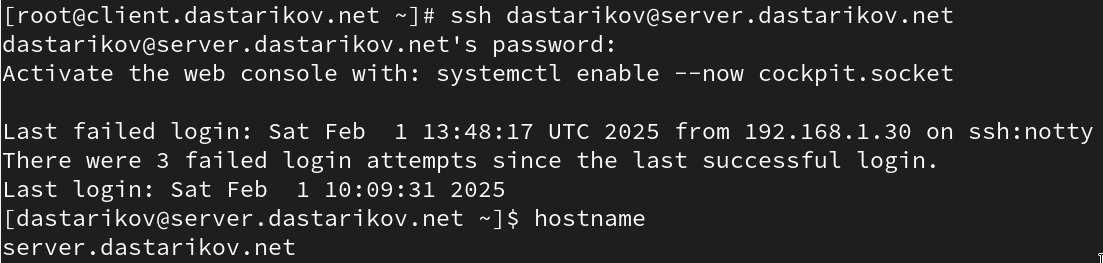 [root@client.dastarikov.net ~]# ssh dastarikov@server.dastarikov.net
dastarikov@server.dastarikov.net's password:
Activate the web console with: systemctl enable --now cockpit.socket

Last failed login: Sat Feb  1 13:48:17 UTC 2025 from 192.168.1.30 on ssh:notty
There were 3 failed login attempts since the last successful login.
Last login: Sat Feb  1 10:09:31 2025
[dastarikov@server.dastarikov.net ~]$ hostname
server.dastarikov.net